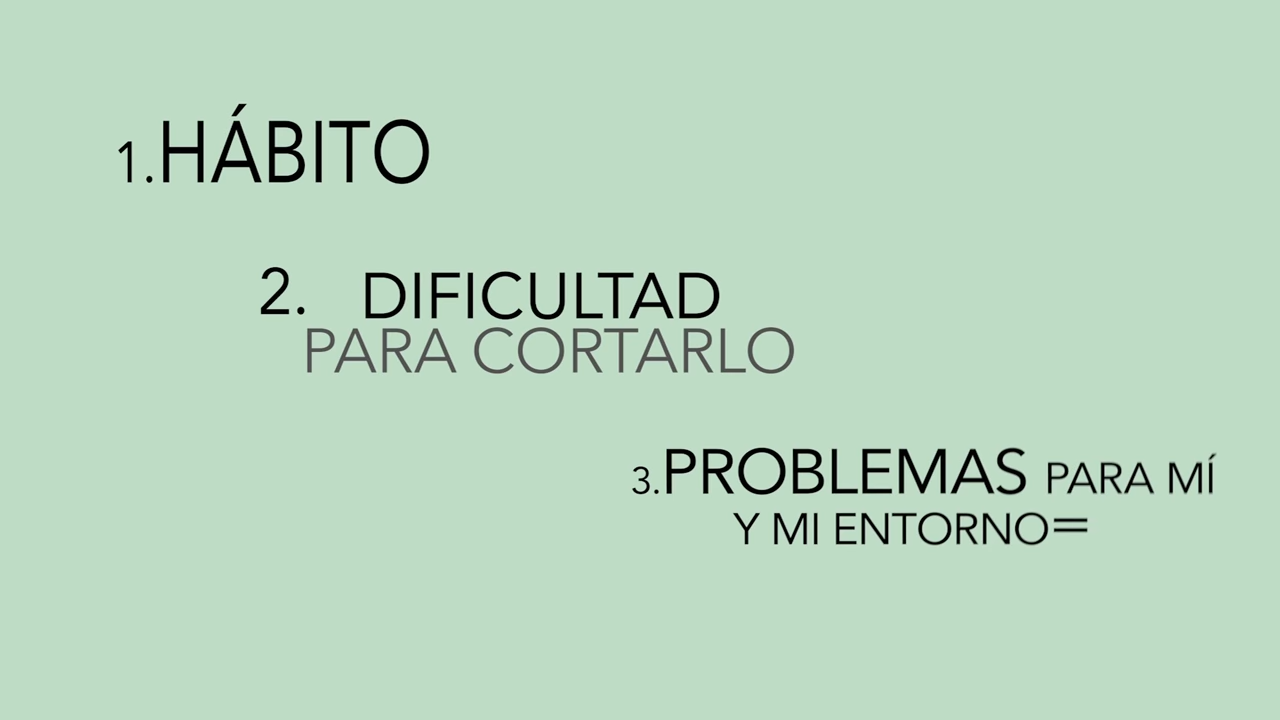 1.HÁBITO
2. DIFICULTAD
PARA CORTARLO
3.PROBLEMAS PARA MÍ
Y MI ENTORNO=